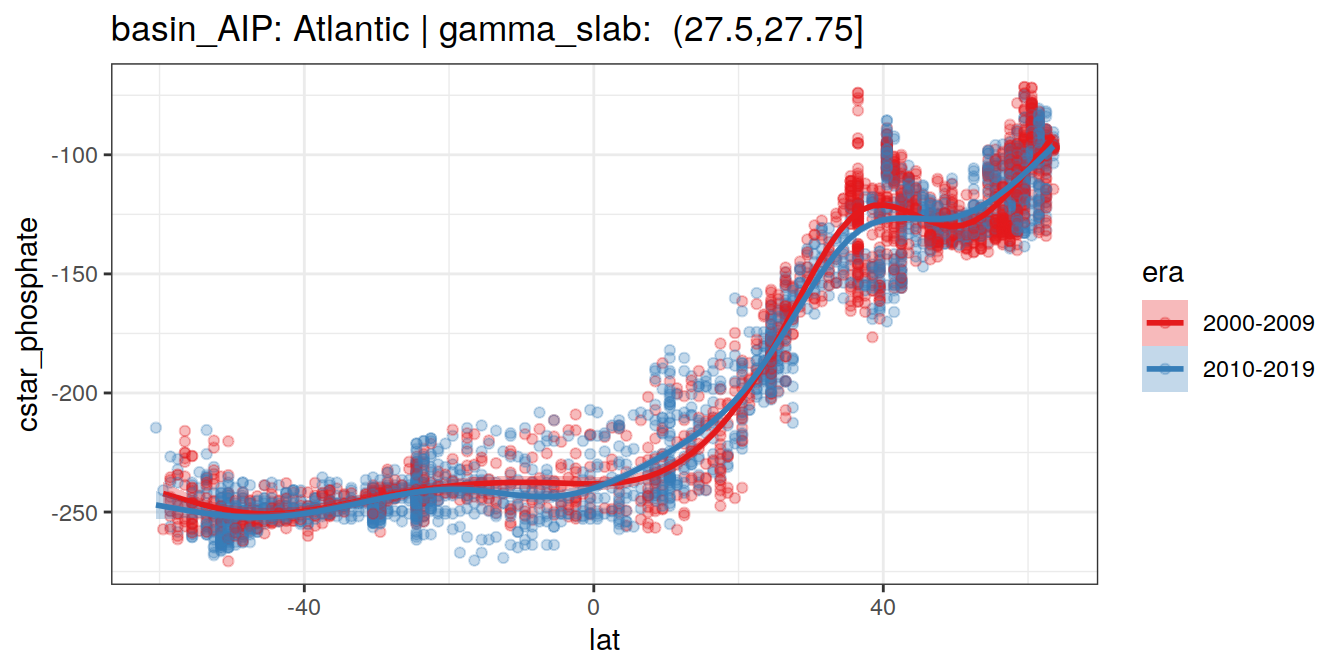 basin_AIP: Atlantic | gamma_slab:  (27.5,27.75]
cstar_phosphate
-100
-150
-200
-250
-40
0
40
lat
era
2000-2009
2010-2019